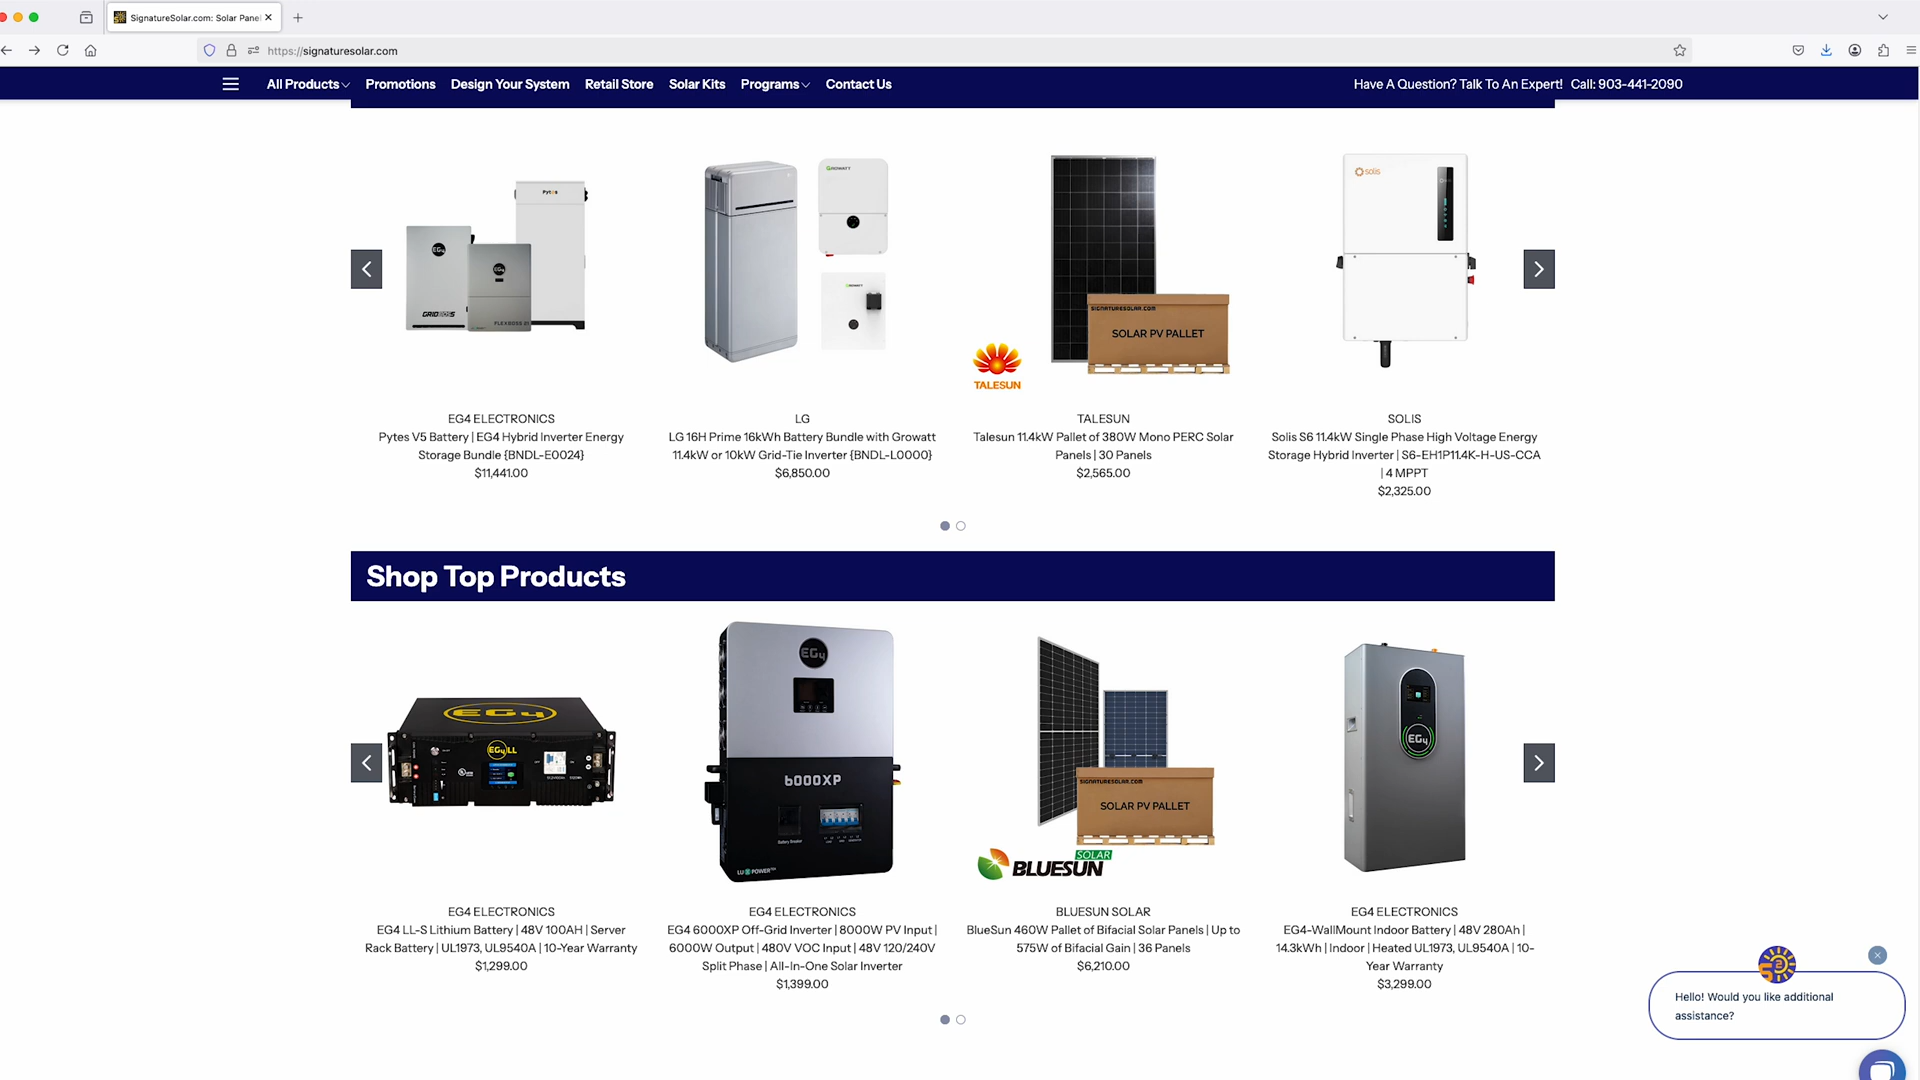 SignatureSolar.com: Solar Panel
https://signaturesolar.com
All Products Promotions Design Your System Retail Store Solar Kits Programs Contact Us
Have A Question? Talk To An Expert! Call: 903-441-2090
Pytes
EG4
EG4
GRIDBOSS
FLEXBOSS 21
GROWATT
GROWATT
SIGNATURESOLAR.COM
SOLAR PV PALLET
TALESUN
solis
EG4 ELECTRONICS
Pytes V5 Battery | EG4 Hybrid Inverter Energy
Storage Bundle {BNDL-E0024}
$11,441.00
LG
LG 16H Prime 16kWh Battery Bundle with Growatt
11.4kW or 10kW Grid-Tie Inverter {BNDL-L0000}
$6,850.00
TALESUN
Talesun 11.4kW Pallet of 380W Mono PERC Solar
Panels | 30 Panels
$2,565.00
SOLIS
Solis S6 11.4kW Single Phase High Voltage Energy
Storage Hybrid Inverter | S6-EH1P11.4K-H-US-CCA
| 4 MPPT
$2,325.00
Shop Top Products
EG4
EG4 LL
EG4
6000XP
Battery Breaker
LUXPOWER
SIGNATURESOLAR.COM
SOLAR PV PALLET
SOLAR
BLUESUN
EG4
EG4 ELECTRONICS
EG4 LL-S Lithium Battery | 48V 100AH | Server
Rack Battery | UL1973, UL9540A | 10-Year Warranty
$1,299.00
EG4 ELECTRONICS
EG4 6000XP Off-Grid Inverter | 8000W PV Input |
6000W Output | 480V VOC Input | 48V 120/240V
Split Phase | All-In-One Solar Inverter
$1,399.00
BLUESUN SOLAR
BlueSun 460W Pallet of Bifacial Solar Panels | Up to
575W of Bifacial Gain | 36 Panels
$6,210.00
EG4 ELECTRONICS
EG4-WallMount Indoor Battery | 48V 280Ah |
14.3kWh | Indoor | Heated UL1973, UL9540A | 10-
Year Warranty
$3,299.00
Hello! Would you like additional
assistance?